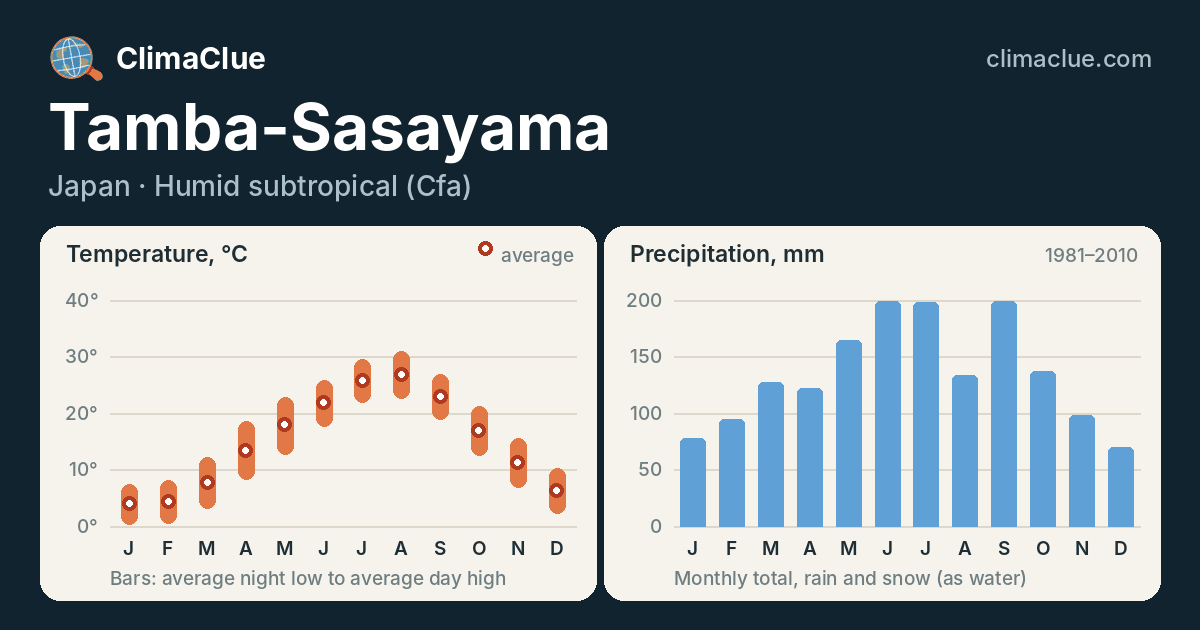 ClimaClue
climaclue.com
Tamba-Sasayama
Japan · Humid subtropical (Cfa)
Temperature, °C
average
40°
30°
20°
10°
0°
J F M A M J J A S O N D
Bars: average night low to average day high
Precipitation, mm
1981–2010
200
150
100
50
0
J F M A M J J A S O N D
Monthly total, rain and snow (as water)